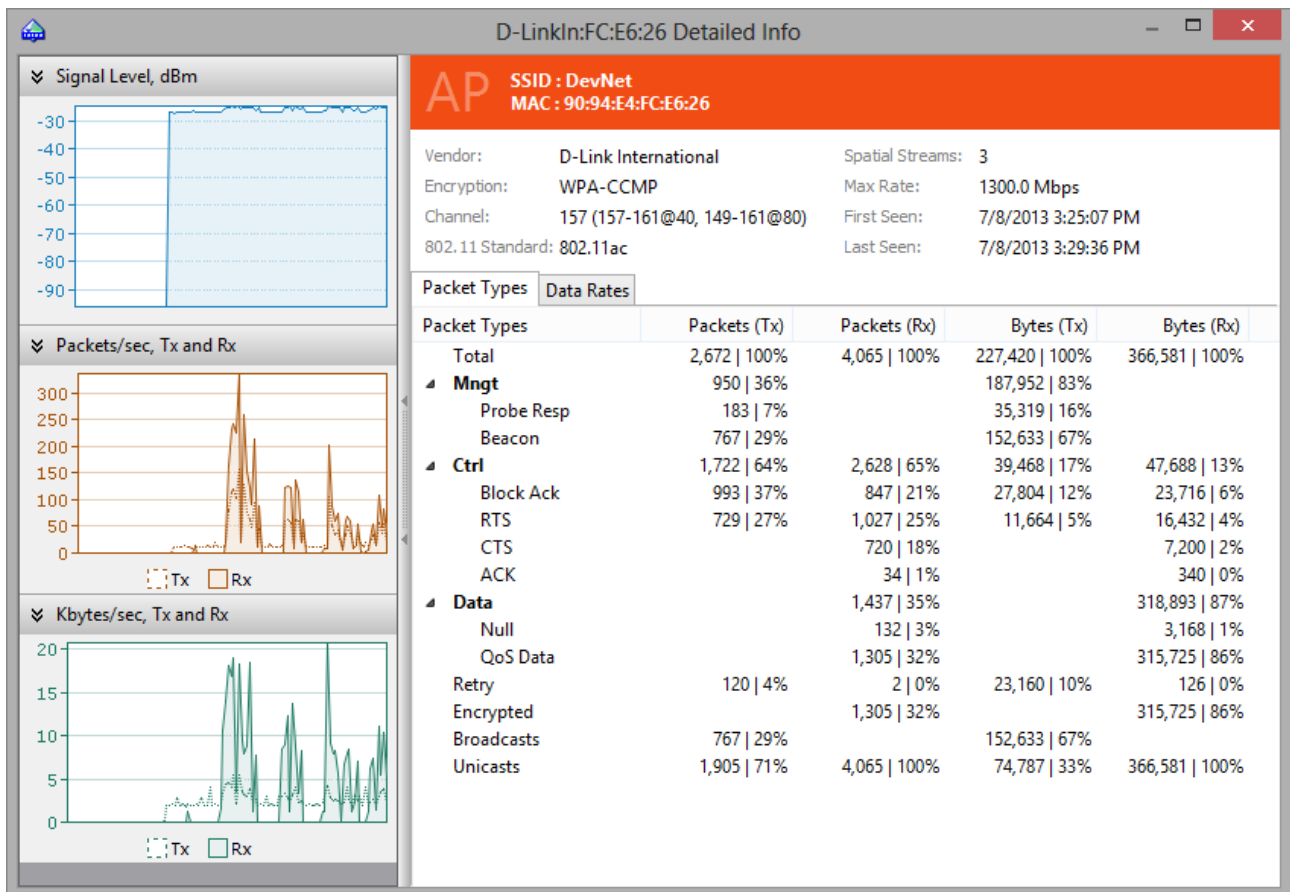 D-LinkIn:FC:E6:26 Detailed Info
Signal Level, dBm
-30
-40
-50
-60
-70
-80
-90
Packets/sec, Tx and Rx
300
250
200
150
100
50
0
Tx Rx
Kbytes/sec, Tx and Rx
20
15
10
5
0
Tx Rx
AP
SSID : DevNet
MAC : 90:94:E4:FC:E6:26
Vendor: D-Link International Spatial Streams: 3
Encryption: WPA-CCMP Max Rate: 1300.0 Mbps
Channel: 157 (157-161@40, 149-161@80) First Seen: 7/8/2013 3:25:07 PM
802.11 Standard: 802.11ac Last Seen: 7/8/2013 3:29:36 PM
Packet Types Data Rates
Packet Types Packets (Tx) Packets (Rx) Bytes (Tx) Bytes (Rx)
Total 2,672 | 100% 4,065 | 100% 227,420 | 100% 366,581 | 100%
Mngt 950 | 36% 187,952 | 83%
Probe Resp 183 | 7% 35,319 | 16%
Beacon 767 | 29% 152,633 | 67%
Ctrl 1,722 | 64% 2,628 | 65% 39,468 | 17% 47,688 | 13%
Block Ack 993 | 37% 847 | 21% 27,804 | 12% 23,716 | 6%
RTS 729 | 27% 1,027 | 25% 11,664 | 5% 16,432 | 4%
CTS 720 | 18% 7,200 | 2%
ACK 34 | 1% 340 | 0%
Data 1,437 | 35% 318,893 | 87%
Null 132 | 3% 3,168 | 1%
QoS Data 1,305 | 32% 315,725 | 86%
Retry 120 | 4% 2 | 0% 23,160 | 10% 126 | 0%
Encrypted 1,305 | 32% 315,725 | 86%
Broadcasts 767 | 29% 152,633 | 67%
Unicasts 1,905 | 71% 4,065 | 100% 74,787 | 33% 366,581 | 100%